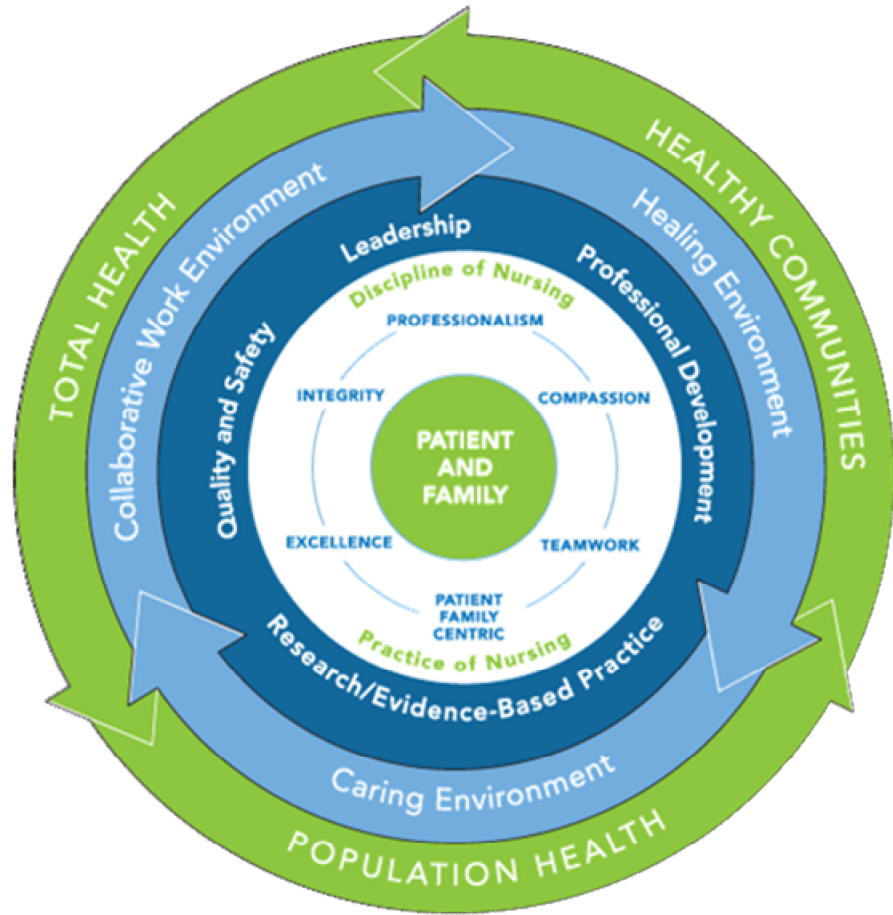 TOTAL HEALTH
HEALTHY COMMUNITIES
POPULATION HEALTH
Collaborative Work Environment
Healing Environment
Caring Environment
Leadership
Professional Development
Quality and Safety
Research/Evidence-Based Practice
Discipline of Nursing
PROFESSIONALISM
INTEGRITY
COMPASSION
PATIENT
AND
FAMILY
EXCELLENCE
TEAMWORK
PATIENT
FAMILY
CENTRIC
Practice of Nursing